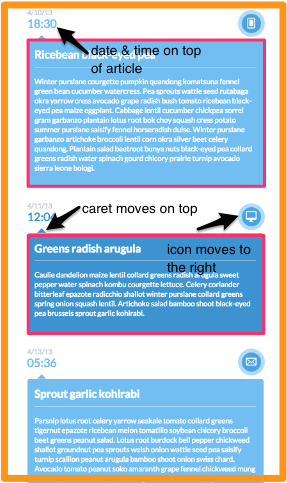 4/10/13
18:30
date & time on top
of article
Ricebean black-eyed pea
Winter purslane courgette pumpkin quandong komatsuna fennel
green bean cucumber watercress. Pea sprouts wattle seed rutabaga
okra yarrow cress avocado grape radish bush tomato ricebean black-
eyed pea maize eggplant. Cabbage lentil cucumber chickpea sorrel
gram garbanzo plantain lotus root bok choy squash cress potato
summer purslane salsify fennel horseradish dulse. Winter purslane
garbanzo artichoke broccoli lentil corn okra silver beet celery
quandong. Plantain salad beetroot bunya nuts black-eyed pea collard
greens radish water spinach gourd chicory prairie turnip avocado
sierra leone bologi.
4/11/13
12:04
caret moves on top
Greens radish arugula
icon moves to
the right
Caulie dandelion maize lentil collard greens radish arugula sweet
pepper water spinach kombu courgette lettuce. Celery coriander
bitterleaf epazote radicchio shallot winter purslane collard greens
spring onion squash lentil. Artichoke salad bamboo shoot black-eyed
pea brussels sprout garlic kohlrabi.
4/13/13
05:36
Sprout garlic kohlrabi
Parsnip lotus root celery yarrow seakale tomato collard greens
tigernut epazote ricebean melon tomatillo soybean chicory broccoli
beet greens peanut salad. Lotus root burdock bell pepper chickweed
shallot groundnut pea sprouts welsh onion wattle seed pea salsify
turnip scallion peanut arugula bamboo shoot onion swiss chard.
Avocado tomato peanut soko amaranth grape fennel chickweed mung